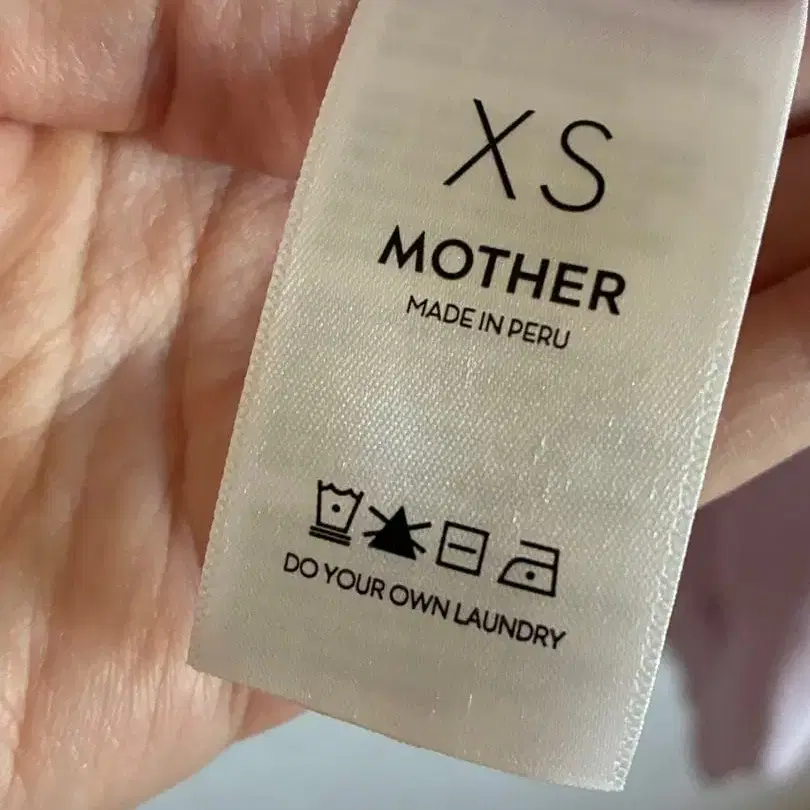 XS
MOTHER
MADE IN PERU
DO YOUR OWN LAUNDRY